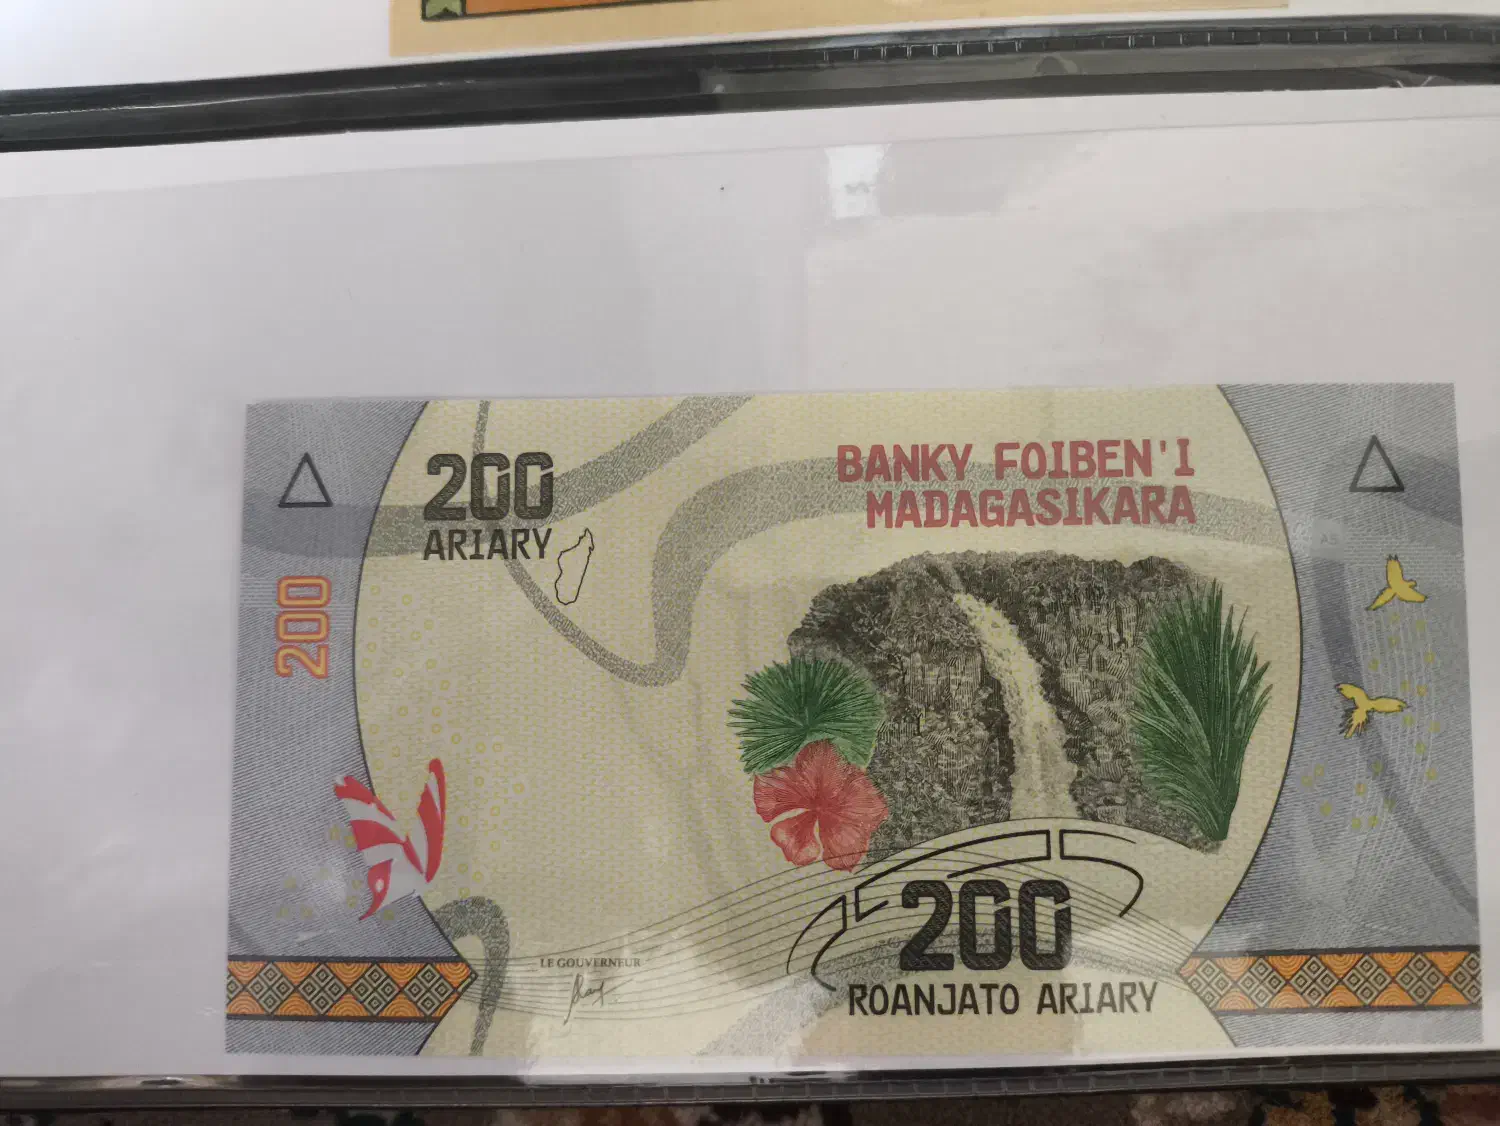 200
ARIARY
BANKY FOIBEN'I
MADAGASIKARA
200
LE GOUVERNEUR
200
ROANJATO ARIARY